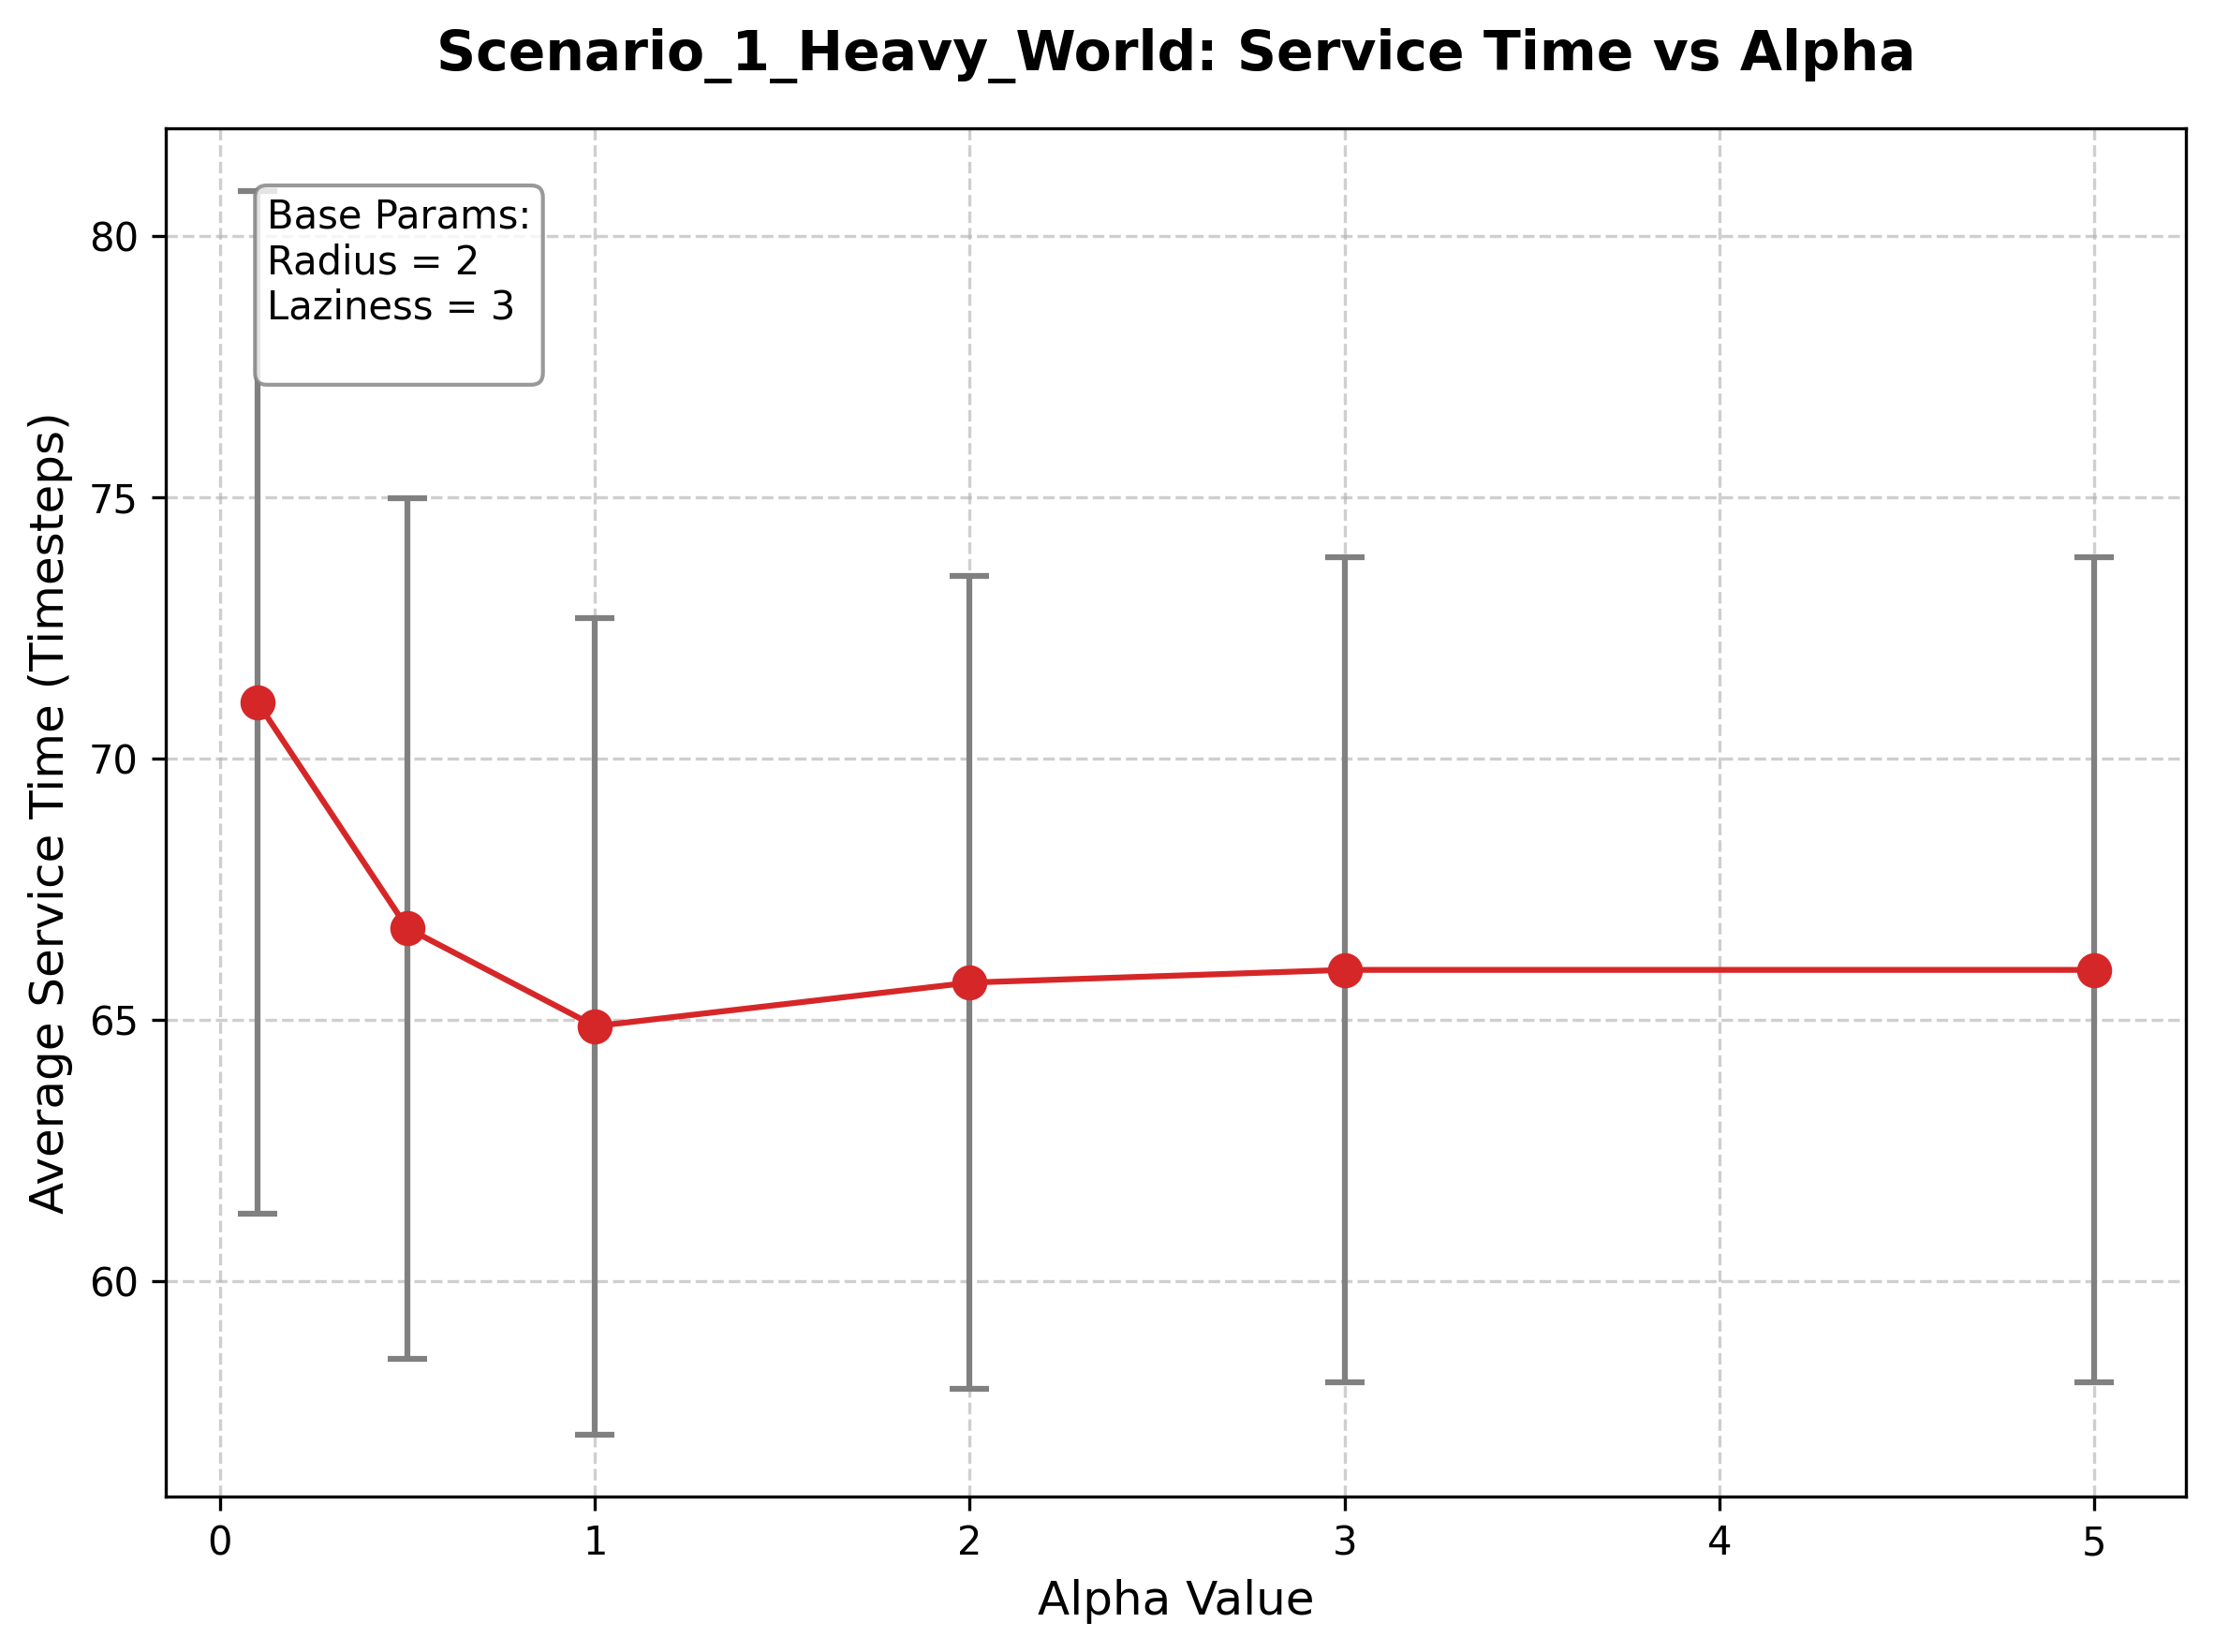 Scenario_1_Heavy_World: Service Time vs Alpha
Base Params:
Radius = 2
Laziness = 3
80
75
70
65
60
Average Service Time (Timesteps)
0 1 2 3 4 5
Alpha Value